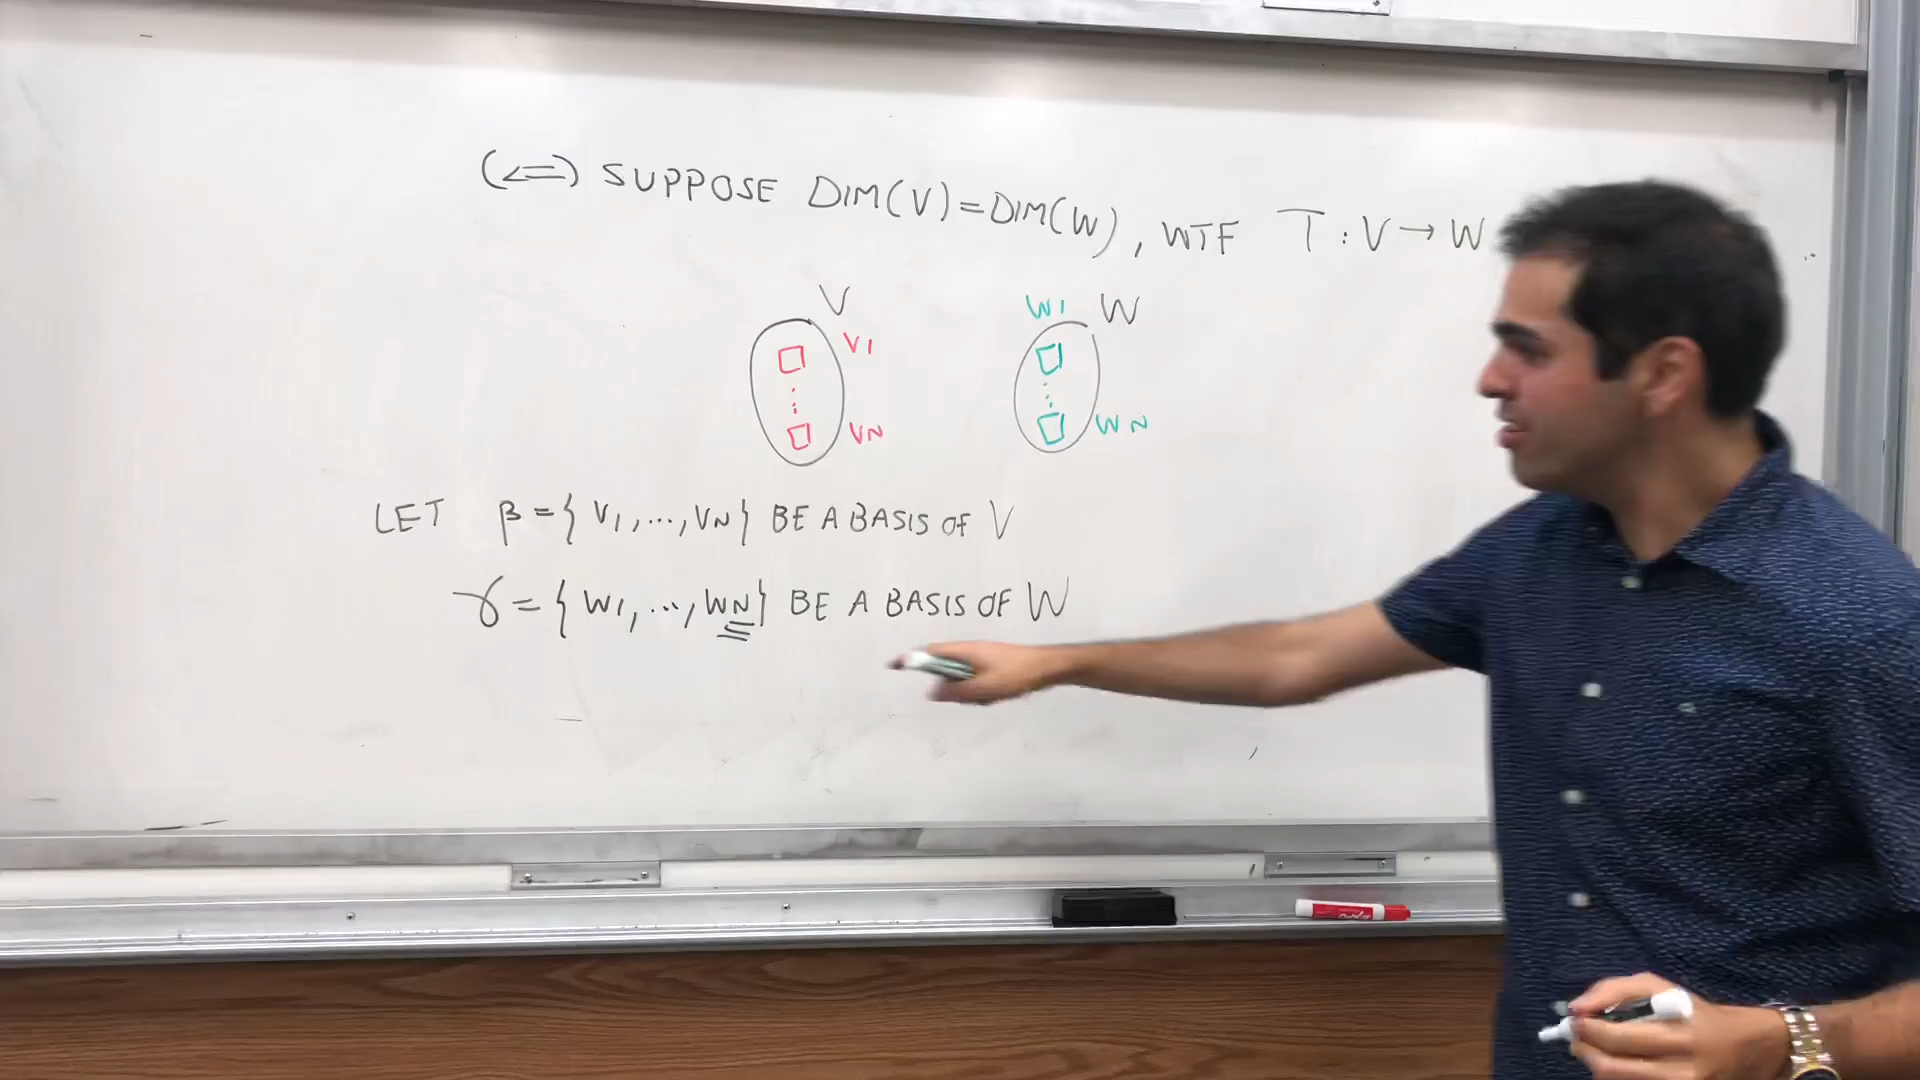 (<=) SUPPOSE DIM(V)=DIM(W), WTF T:V→W
V W1 W
V1
VN WN
LET β={V1,...,VN} BE A BASIS OF V
γ={W1,...,WN} BE A BASIS OF W